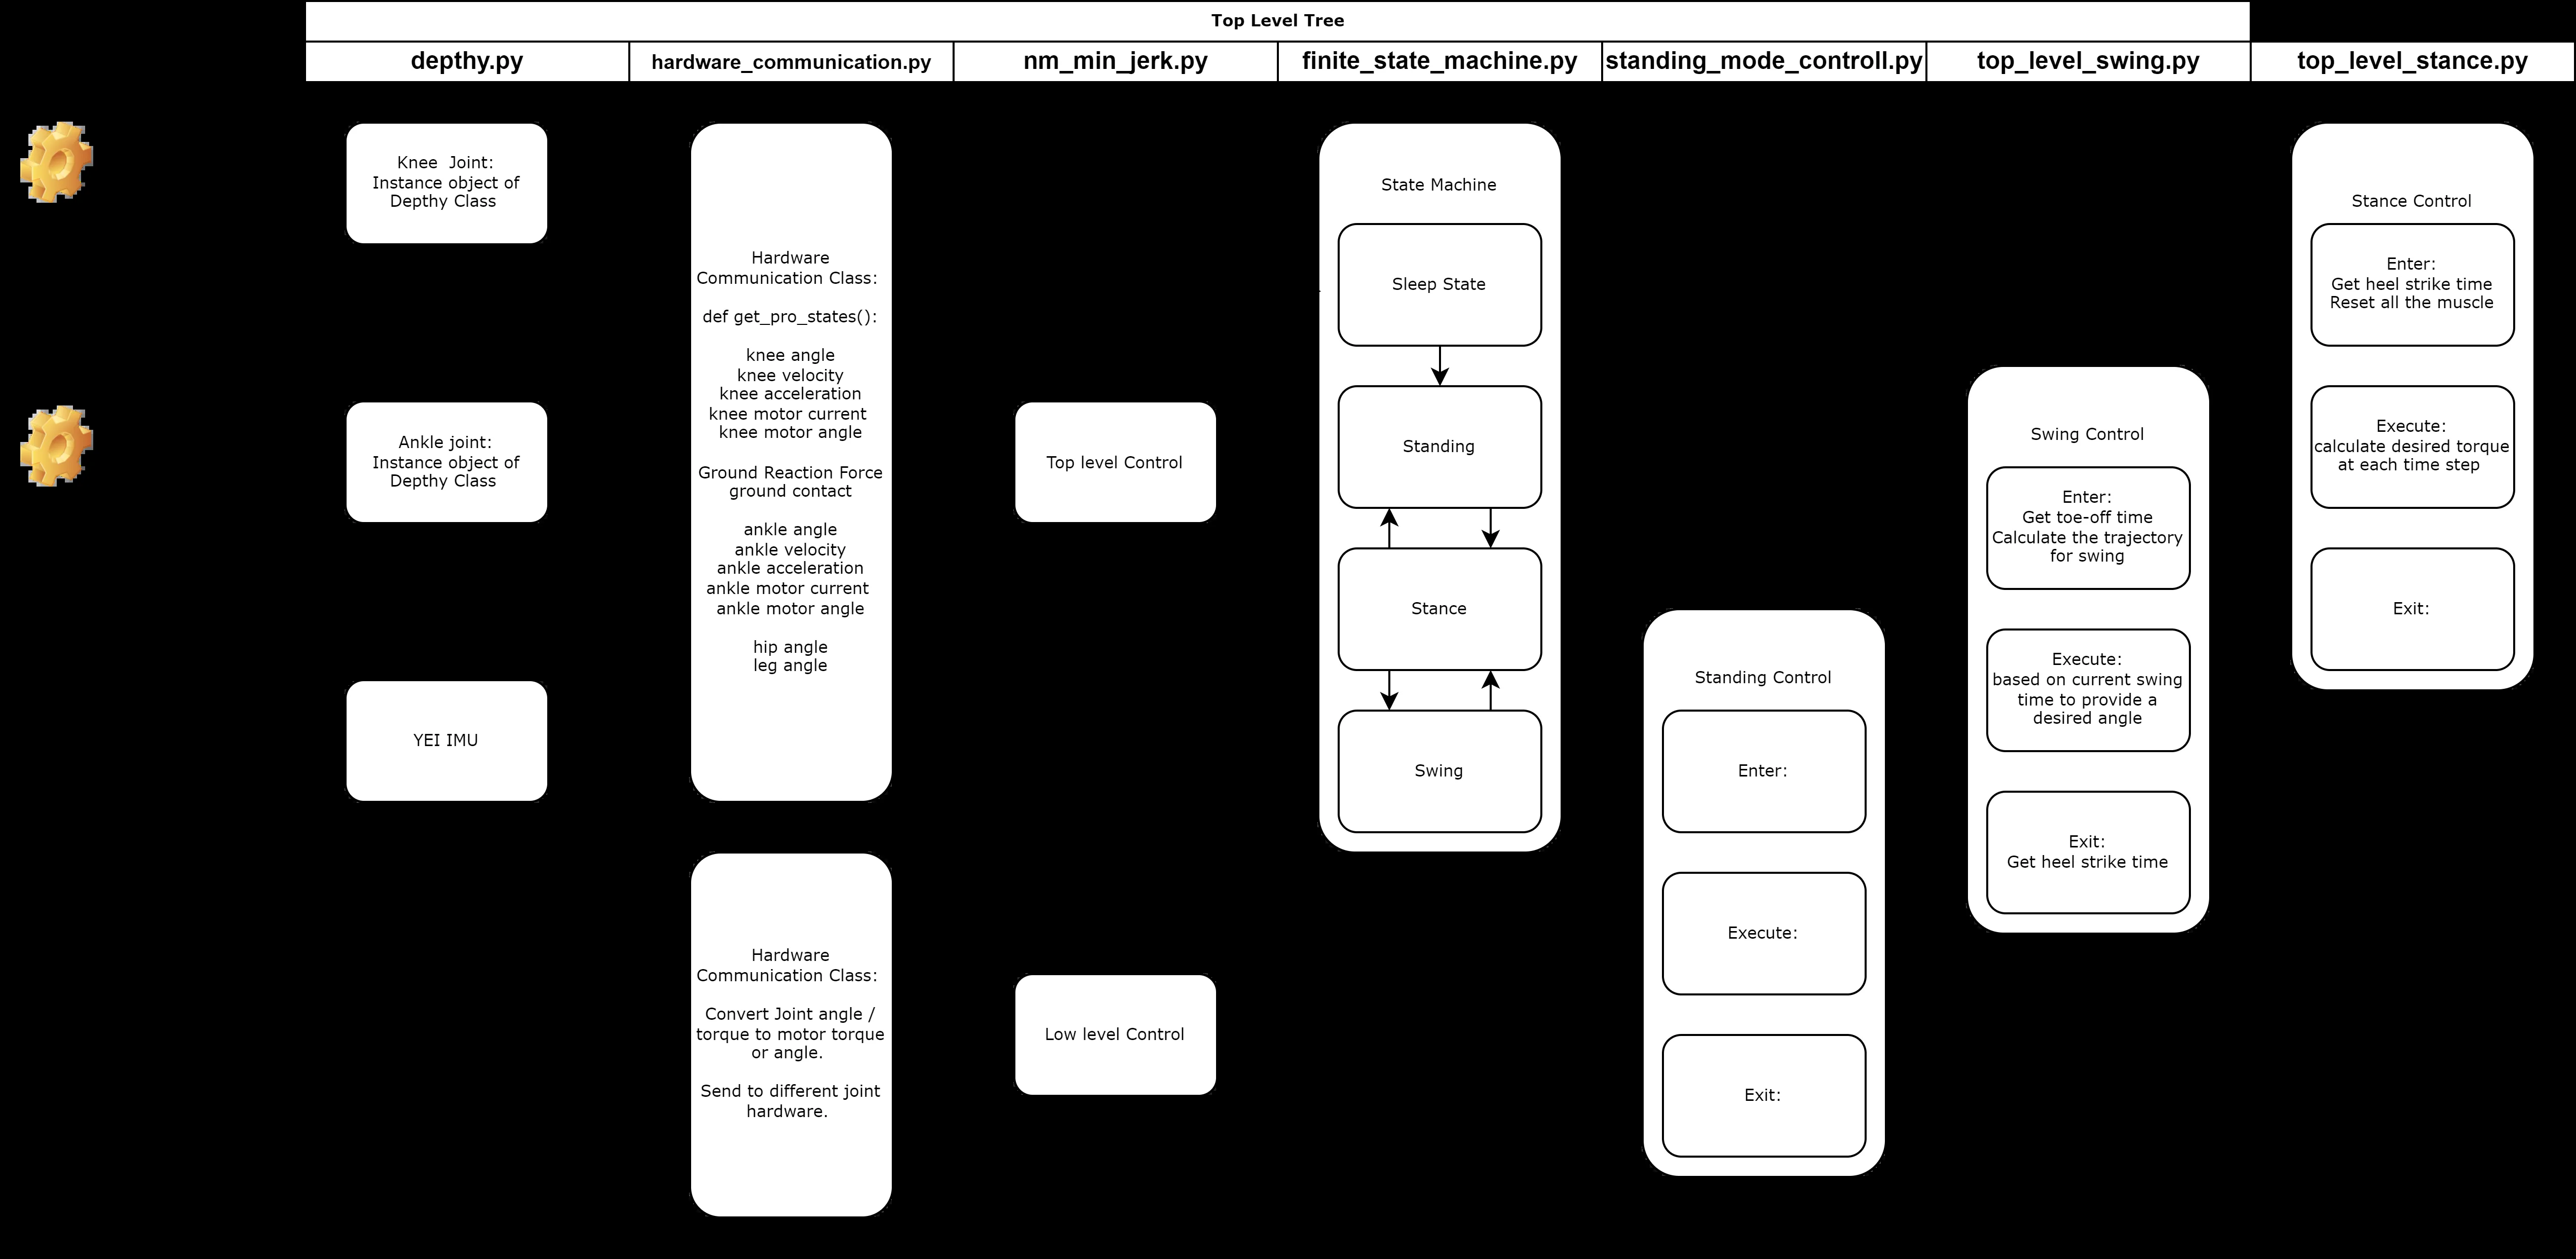 Top Level Tree
depthy.py
hardware_communication.py
nm_min_jerk.py
finite_state_machine.py
standing_mode_controll.py
top_level_swing.py
top_level_stance.py
Knee Joint:
Instance object of
Depthy Class
Ankle joint:
Instance object of
Depthy Class
YEI IMU
Hardware
Communication Class:
def get_pro_states():
knee angle
knee velocity
knee acceleration
knee motor current
knee motor angle
Ground Reaction Force
ground contact
ankle angle
ankle velocity
ankle acceleration
ankle motor current
ankle motor angle
hip angle
leg angle
Hardware
Communication Class:
Convert Joint angle /
torque to motor torque
or angle.
Send to different joint
hardware.
Top level Control
Low level Control
State Machine
Sleep State
Standing
Stance
Swing
Standing Control
Enter:
Execute:
Exit:
Swing Control
Enter:
Get toe-off time
Calculate the trajectory
for swing
Execute:
based on current swing
time to provide a
desired angle
Exit:
Get heel strike time
Stance Control
Enter:
Get heel strike time
Reset all the muscle
Execute:
calculate desired torque
at each time step
Exit: